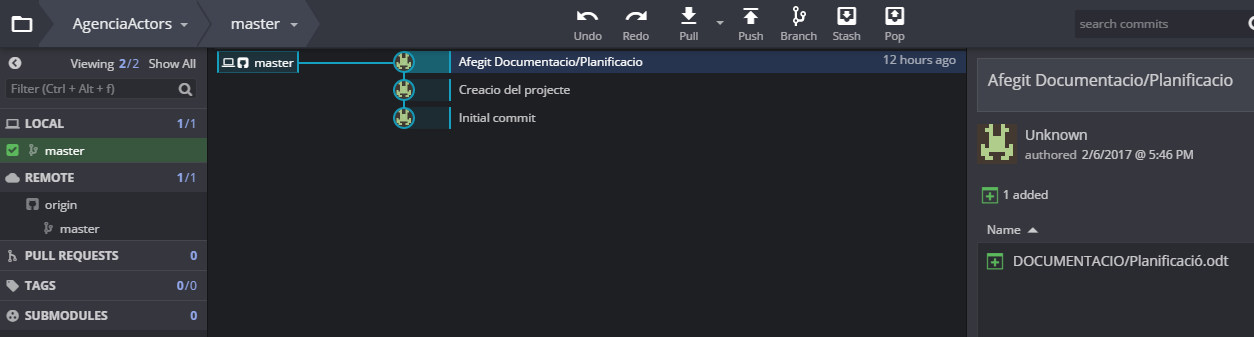 AgenciaActors master
Undo Redo Pull Push Branch Stash Pop
search commits
Viewing 2/2 Show All
Filter (Ctrl + Alt + f)
LOCAL 1/1
master
REMOTE 1/1
origin
master
PULL REQUESTS 0
TAGS 0/0
SUBMODULES 0
master Afegit Documentacio/Planificacio 12 hours ago
Creacio del projecte
Initial commit
Afegit Documentacio/Planificacio
Unknown
authored 2/6/2017 @ 5:46 PM
1 added
Name
DOCUMENTACIO/Planificació.odt